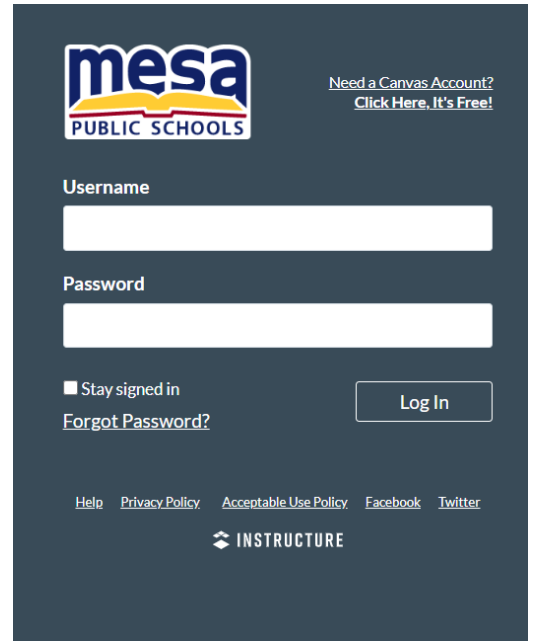 mesa
PUBLIC SCHOOLS
Need a Canvas Account?
Click Here, It's Free!
Username
Password
Stay signed in
Log In
Forgot Password?
Help Privacy Policy Acceptable Use Policy Facebook Twitter
INSTRUCTURE